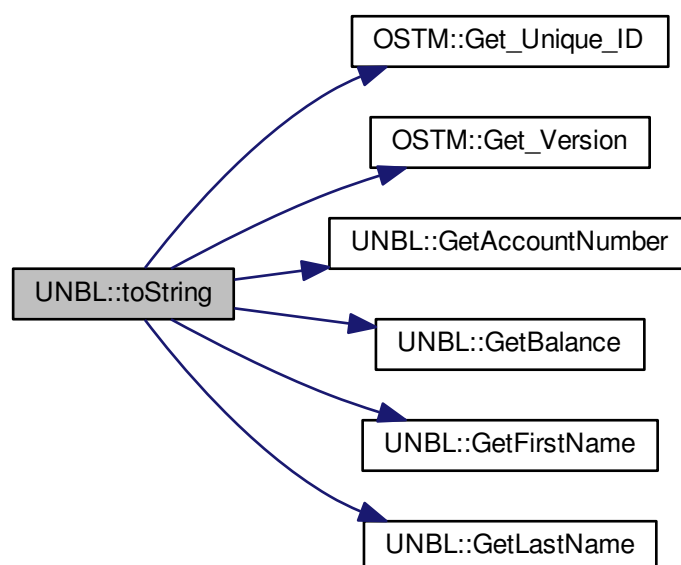 OSTM::Get_Unique_ID
OSTM::Get_Version
UNBL::GetAccountNumber
UNBL::toString
UNBL::GetBalance
UNBL::GetFirstName
UNBL::GetLastName